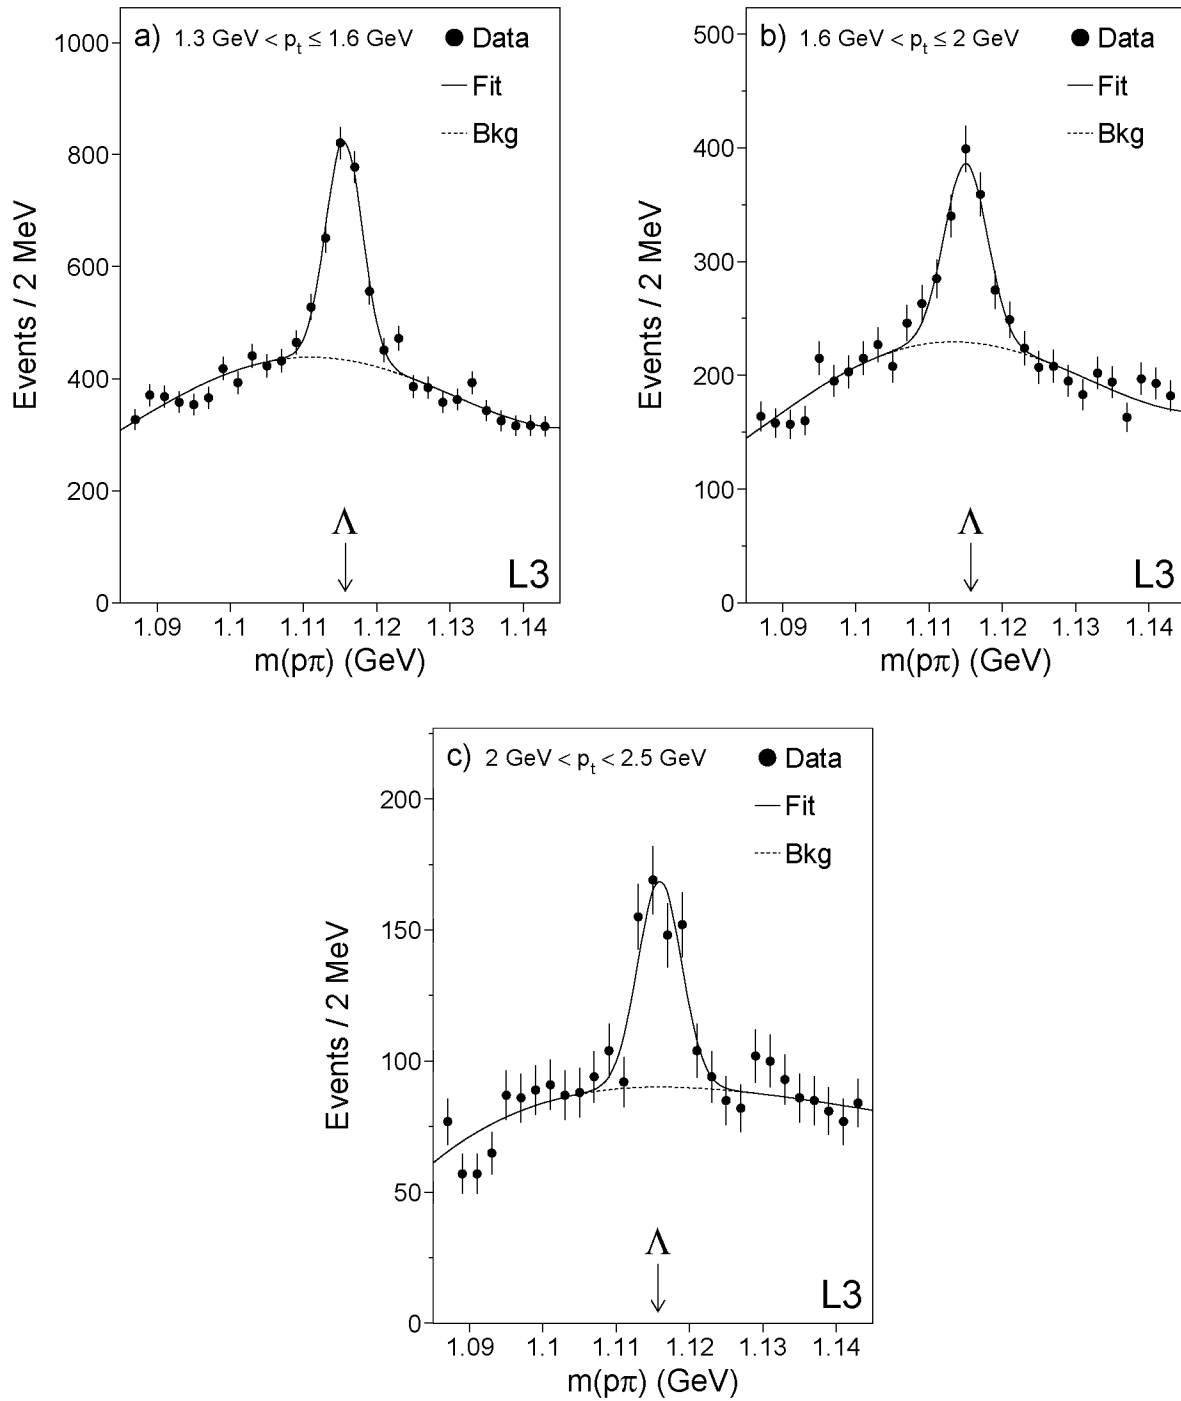 a) 1.3 GeV < pt ≤ 1.6 GeV
Data
Fit
Bkg
Events / 2 MeV
1000
800
600
400
200
0
Λ
L3
1.09 1.1 1.11 1.12 1.13 1.14
m(pπ) (GeV)
b) 1.6 GeV < pt ≤ 2 GeV
Data
Fit
Bkg
Events / 2 MeV
500
400
300
200
100
0
Λ
L3
1.09 1.1 1.11 1.12 1.13 1.14
m(pπ) (GeV)
c) 2 GeV < pt < 2.5 GeV
Data
Fit
Bkg
Events / 2 MeV
200
150
100
50
0
Λ
L3
1.09 1.1 1.11 1.12 1.13 1.14
m(pπ) (GeV)